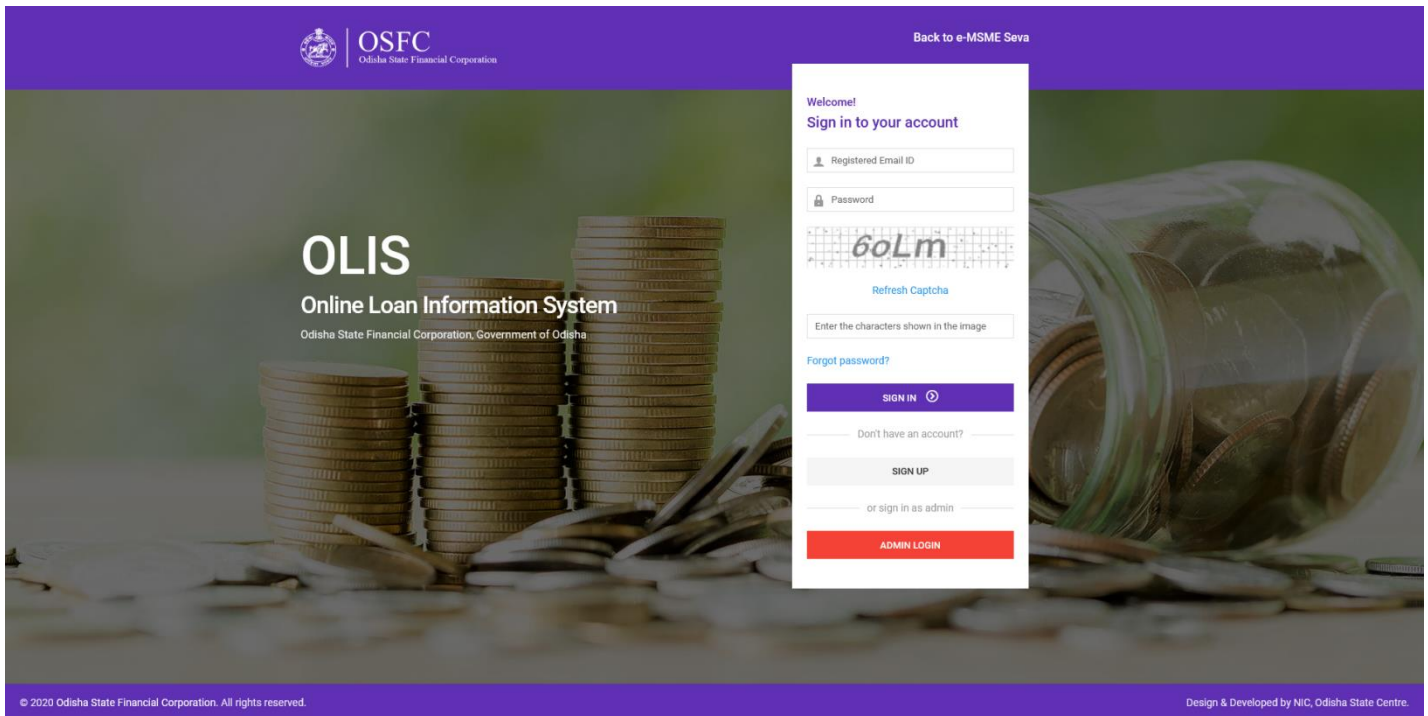 OSFC
Odisha State Financial Corporation
Back to e-MSME Seva
Welcome!
Sign in to your account
Registered Email ID
Password
6oLm
Refresh Captcha
Enter the characters shown in the image
Forgot password?
SIGN IN
Don't have an account?
SIGN UP
or sign in as admin
ADMIN LOGIN
OLIS
Online Loan Information System
Odisha State Financial Corporation, Government of Odisha
© 2020 Odisha State Financial Corporation. All rights reserved.
Design & Developed by NIC, Odisha State Centre.